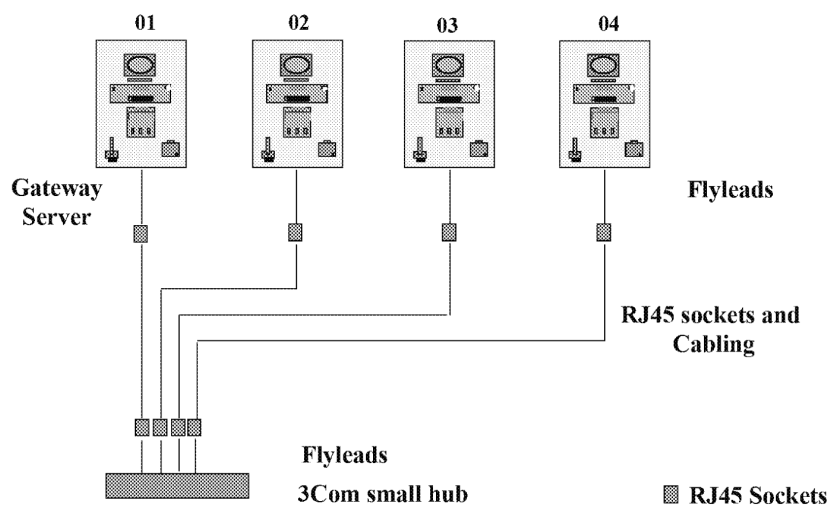 01
02
03
04
Gateway
Server
Flyleads
RJ45 sockets and
Cabling
Flyleads
3Com small hub
RJ45 Sockets